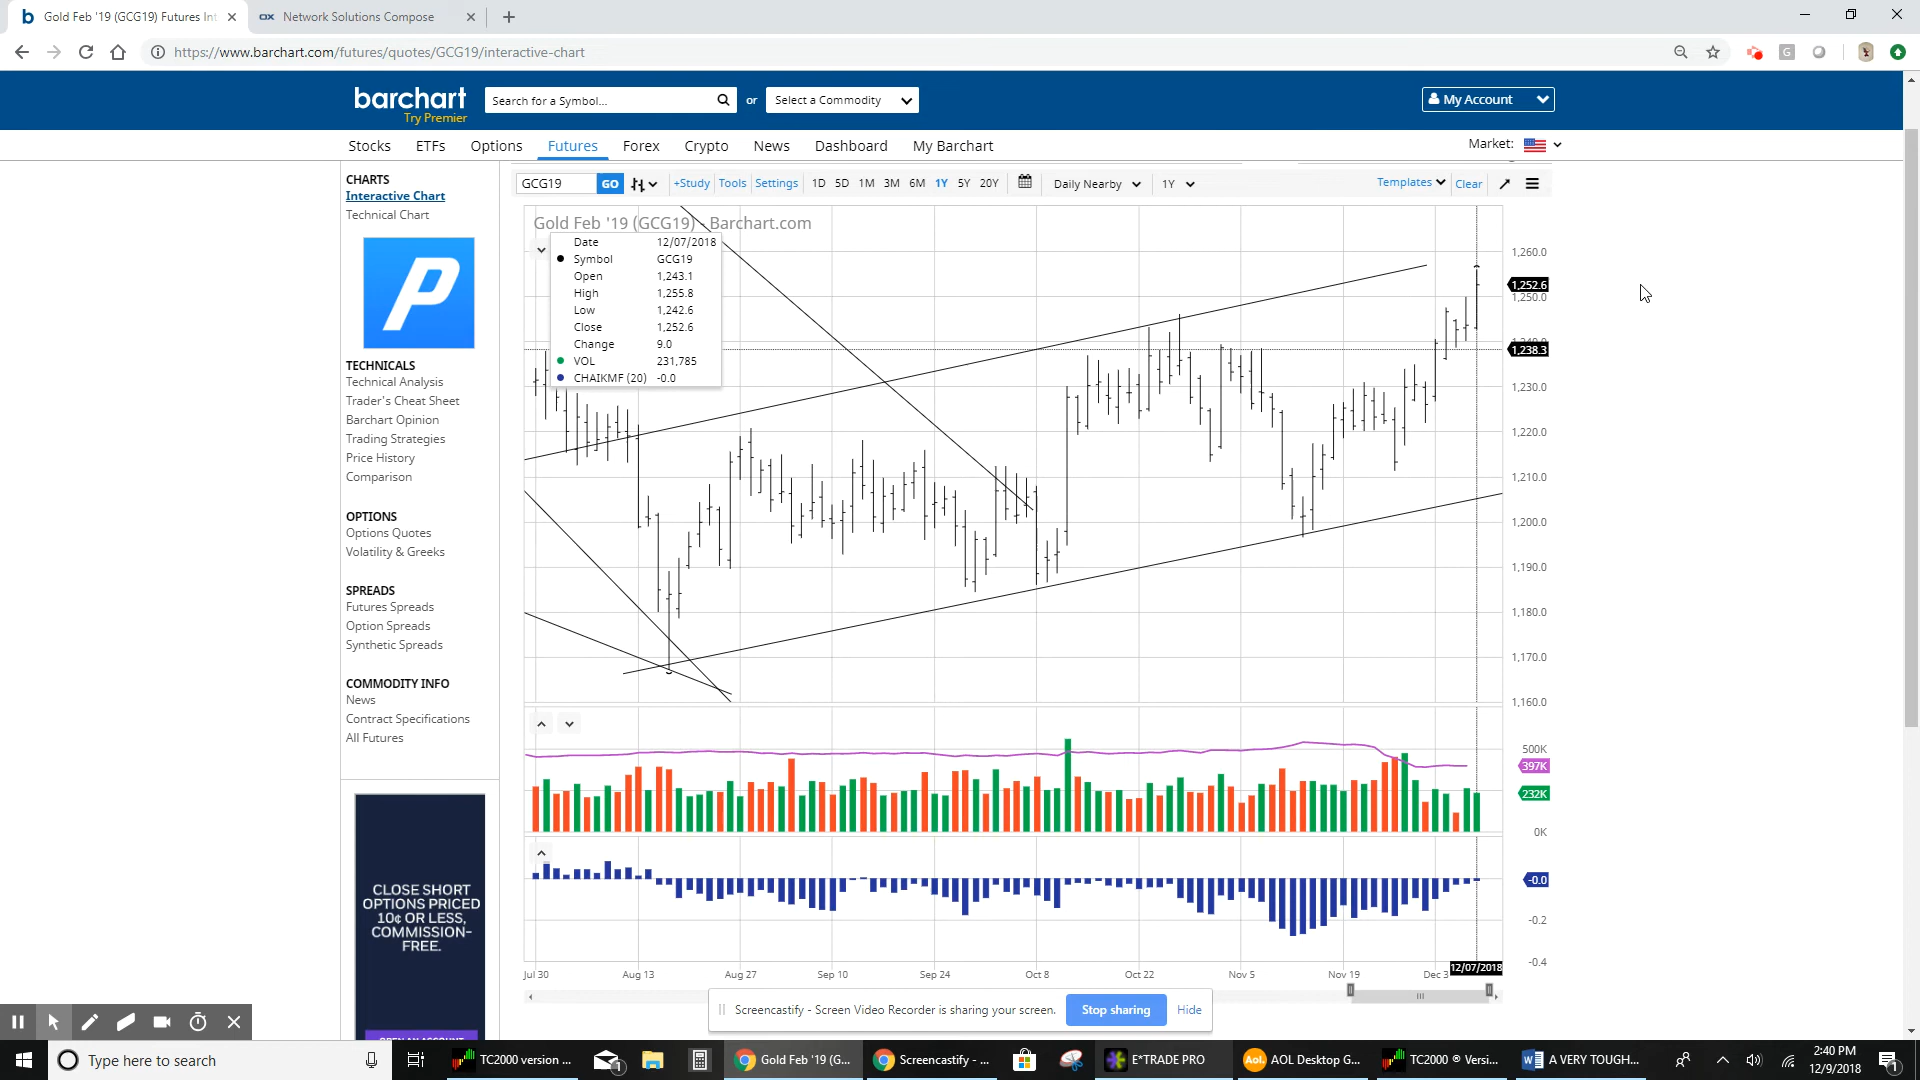 Gold Feb '19 (GCG19) Futures Int
Network Solutions Compose
https://www.barchart.com/futures/quotes/GCG19/interactive-chart
barchart
Try Premier
Search for a Symbol...
or
Select a Commodity
My Account
Stocks ETFs Options Futures Forex Crypto News Dashboard My Barchart
Market:
CHARTS
Interactive Chart
Technical Chart
TECHNICALS
Technical Analysis
Trader's Cheat Sheet
Barchart Opinion
Trading Strategies
Price History
Comparison
OPTIONS
Options Quotes
Volatility & Greeks
SPREADS
Futures Spreads
Option Spreads
Synthetic Spreads
COMMODITY INFO
News
Contract Specifications
All Futures
CLOSE SHORT
OPTIONS PRICED
10¢ OR LESS,
COMMISSION-
FREE.
GCG19 GO +Study Tools Settings 1D 5D 1M 3M 6M 1Y 5Y 20Y Daily Nearby 1Y Templates Clear
Gold Feb '19 (GCG19) - Barchart.com
Date 12/07/2018
Symbol GCG19
Open 1,243.1
High 1,255.8
Low 1,242.6
Close 1,252.6
Change 9.0
VOL 231,785
CHAIKMF (20) -0.0
1,260.0
1,252.6
1,250.0
1,238.3
1,230.0
1,220.0
1,210.0
1,200.0
1,190.0
1,180.0
1,170.0
1,160.0
500K
397K
232K
0K
-0.0
-0.2
-0.4
Jul 30 Aug 13 Aug 27 Sep 10 Sep 24 Oct 8 Oct 22 Nov 5 Nov 19 Dec 3 12/07/2018
Screencastify - Screen Video Recorder is sharing your screen. Stop sharing Hide
Type here to search
TC2000 version ...
Gold Feb '19 (G...
Screencastify - ...
E*TRADE PRO
AOL Desktop G...
TC2000 ® Versi...
A VERY TOUGH...
2:40 PM
12/9/2018